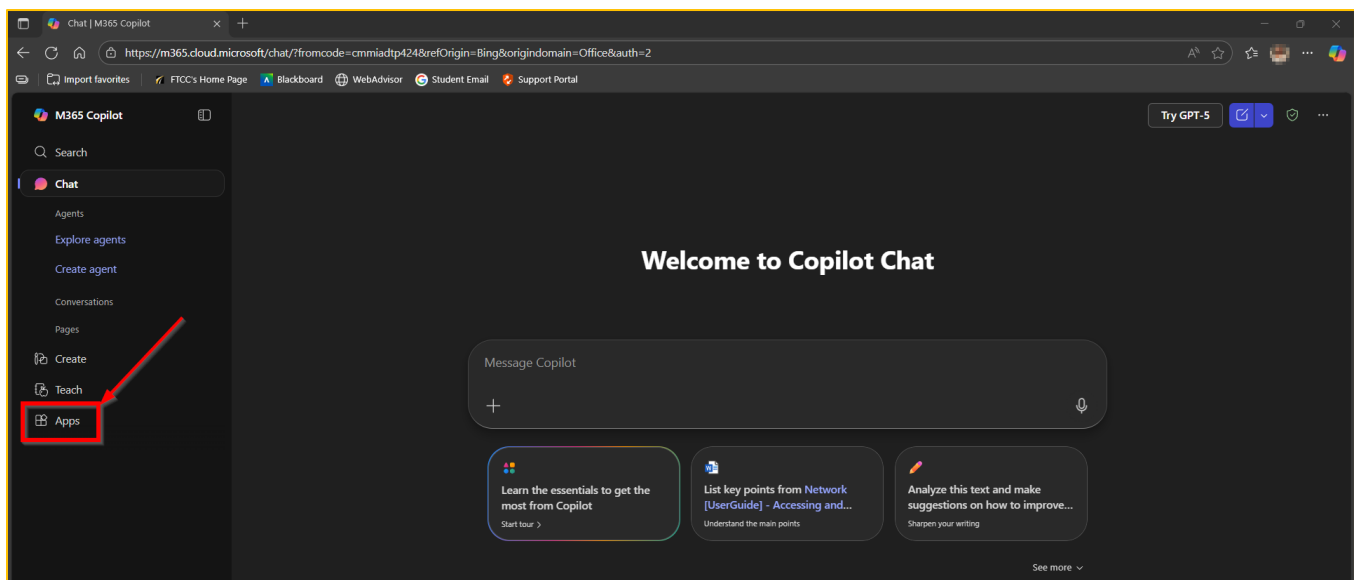 Chat | M365 Copilot
https://m365.cloud.microsoft/chat/?fromcode=cmmiadtp424&refOrigin=Bing&origindomain=Office&auth=2
Import favorites
FTCC's Home Page
Blackboard
WebAdvisor
Student Email
Support Portal
M365 Copilot
Try GPT-5
Search
Chat
Agents
Explore agents
Create agent
Conversations
Pages
Create
Teach
Apps
Welcome to Copilot Chat
Message Copilot
Learn the essentials to get the
most from Copilot
Start tour >
List key points from Network
[UserGuide] - Accessing and...
Understand the main points
Analyze this text and make
suggestions on how to improve...
Sharpen your writing
See more